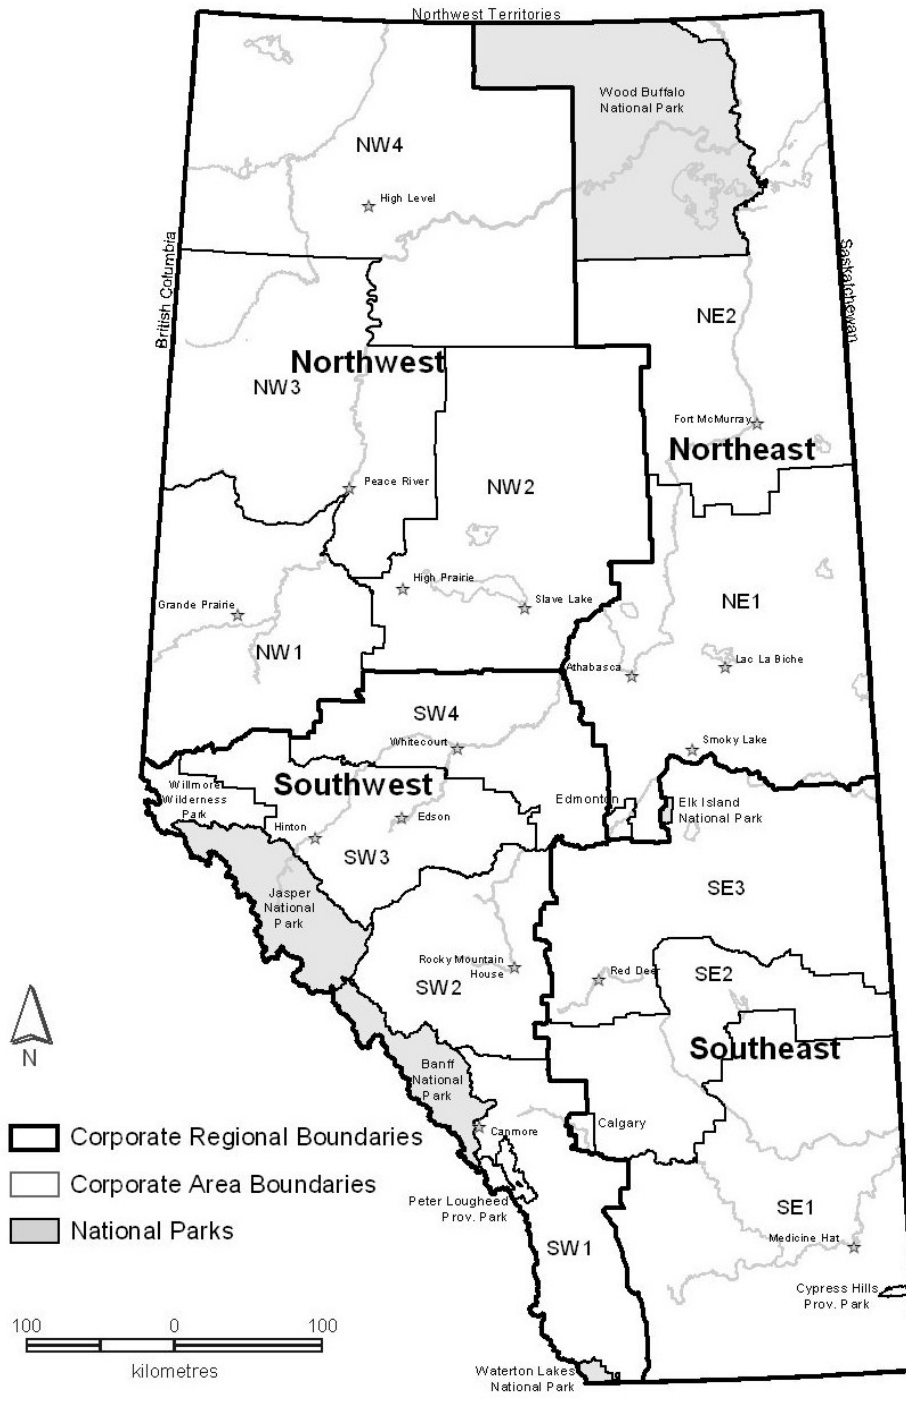 Northwest Territories
Wood Buffalo
National Park
NW4
High Level
British Columbia
Saskatchewan
NE2
Northwest
NW3
Fort McMurray
Northeast
Peace River
NW2
High Prairie
Slave Lake
Grande Prairie
NE1
NW1
Athabasca
Lac La Biche
SW4
Whitecourt
Smoky Lake
Southwest
Willmore
Wilderness
Park
Edmonton
Elk Island
National Park
Hinton
Edson
SW3
SE3
Jasper
National
Park
Rocky Mountain
House
Red Deer
SW2
SE2
N
Southeast
Banff
National
Park
Corporate Regional Boundaries
Canmore
Calgary
Corporate Area Boundaries
Peter Lougheed
Prov. Park
National Parks
SE1
SW1
Medicine Hat
Cypress Hills
Prov. Park
100 0 100
kilometres
Waterton Lakes
National Park